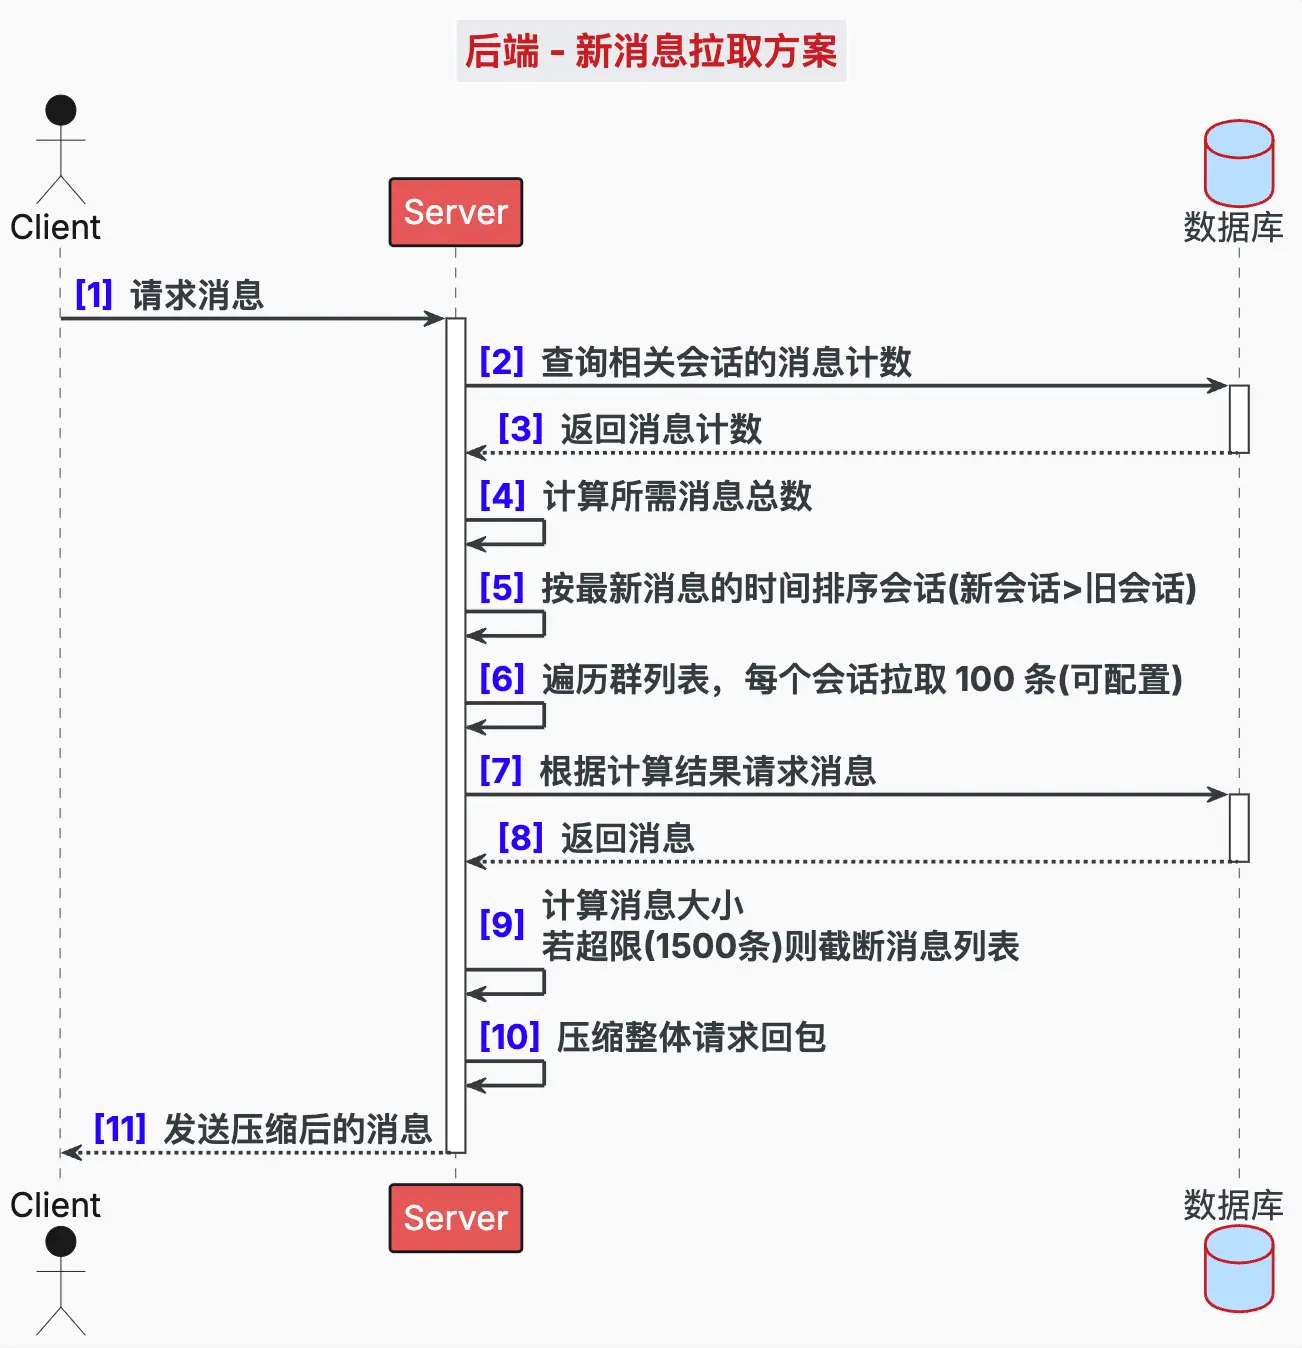 后端 - 新消息拉取方案
Client
Server
数据库
[1] 请求消息
[2] 查询相关会话的消息计数
[3] 返回消息计数
[4] 计算所需消息总数
[5] 按最新消息的时间排序会话(新会话>旧会话)
[6] 遍历群列表，每个会话拉取 100 条(可配置)
[7] 根据计算结果请求消息
[8] 返回消息
[9] 计算消息大小
若超限(1500条)则截断消息列表
[10] 压缩整体请求回包
[11] 发送压缩后的消息
Client
Server
数据库